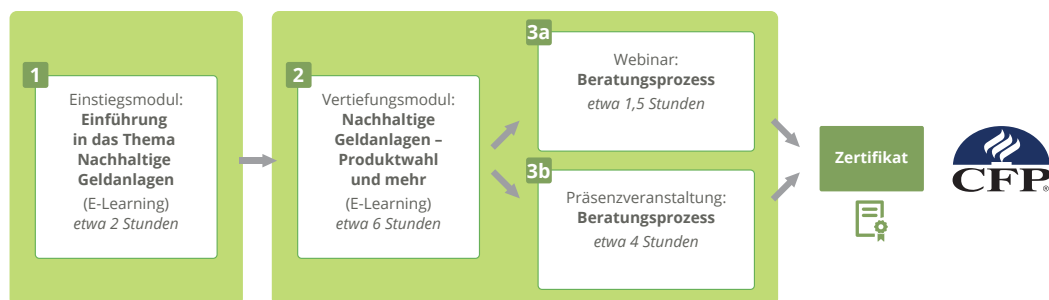 1
Einstiegsmodul:
Einführung
in das Thema
Nachhaltige
Geldanlagen
(E-Learning)
etwa 2 Stunden
2
Vertiefungsmodul:
Nachhaltige
Geldanlagen –
Produktwahl
und mehr
(E-Learning)
etwa 6 Stunden
3a
Webinar:
Beratungsprozess
etwa 1,5 Stunden
3b
Präsenzveranstaltung:
Beratungsprozess
etwa 4 Stunden
Zertifikat
CFP®